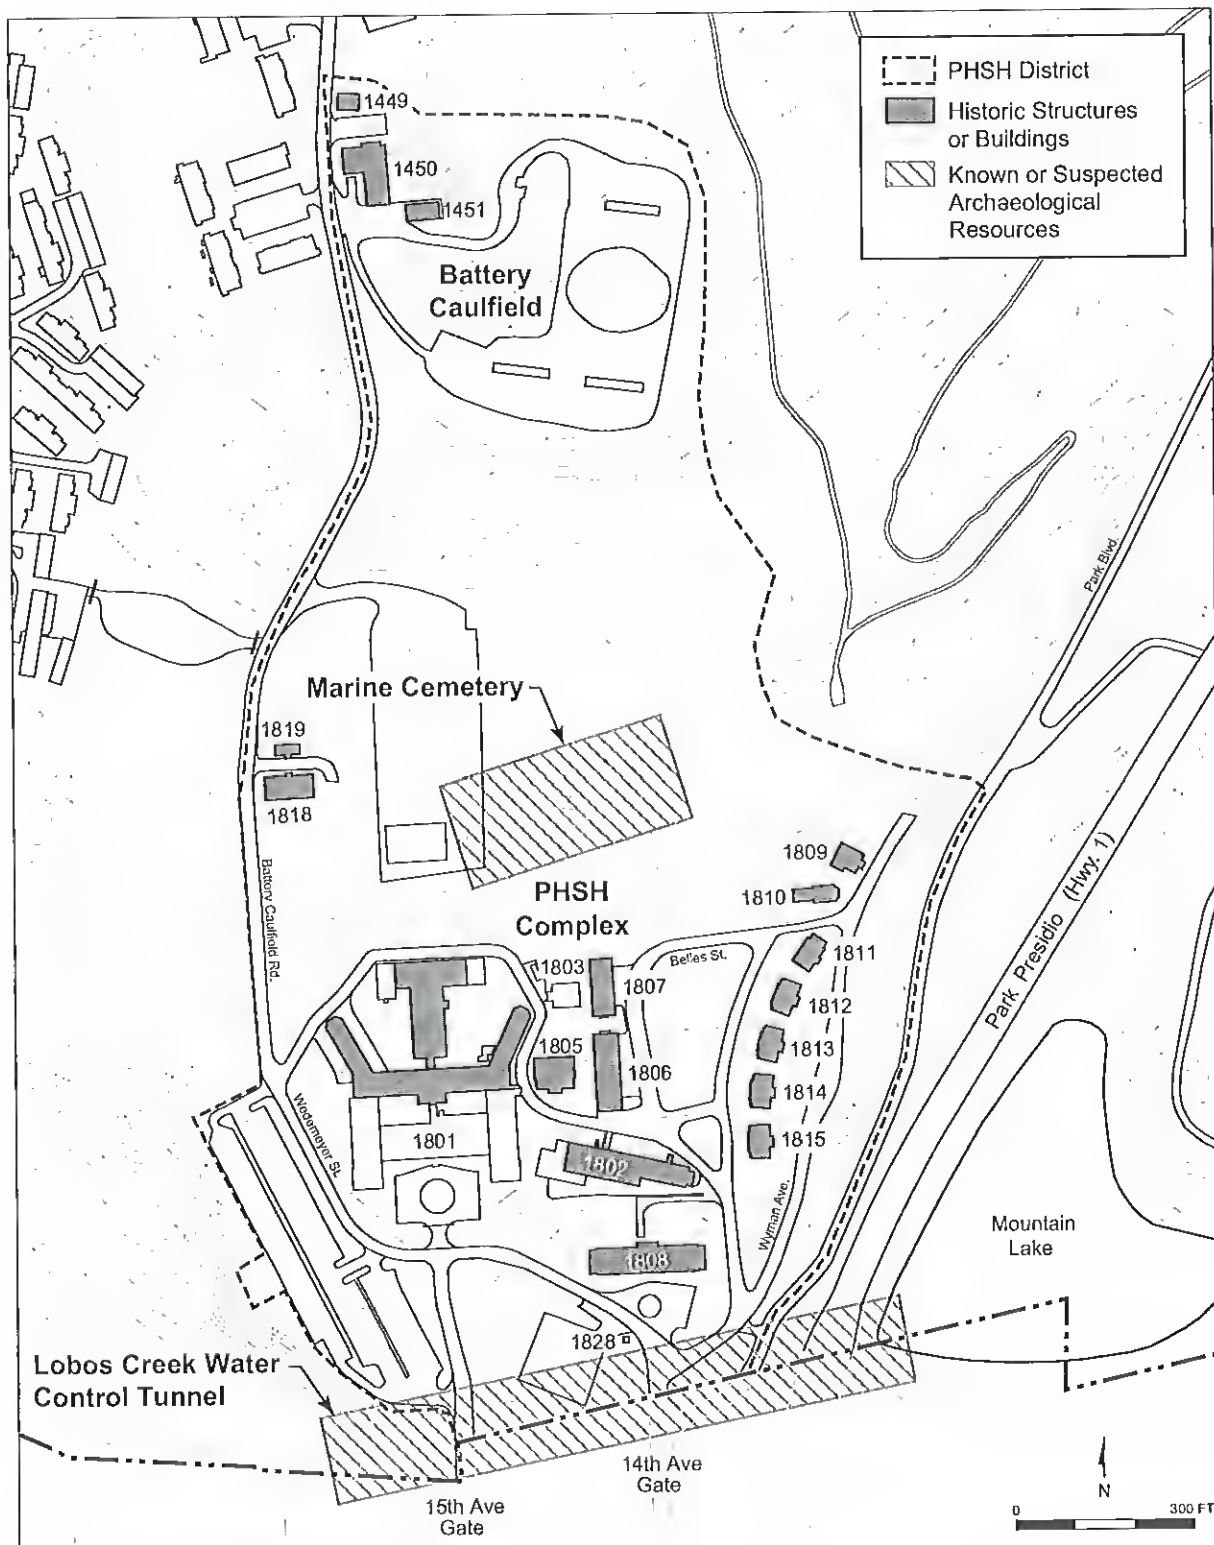 PHSH District
Historic Structures
or Buildings
Known or Suspected
Archaeological
Resources
1449
1450
1451
Battery
Caulfield
Park Blvd.
Marine Cemetery
1819
1818
Battery Caulfield Rd.
1809
1810
PHSH
Complex
Park Presidio (Hwy. 1)
Belles St.
1803
1807
1811
1812
1805
1806
1813
1814
1801
1815
1802
Wedemeyer St.
Wyman Ave.
Mountain
Lake
1808
1828
Lobos Creek Water
Control Tunnel
14th Ave
Gate
15th Ave
Gate
N
0
300 FT